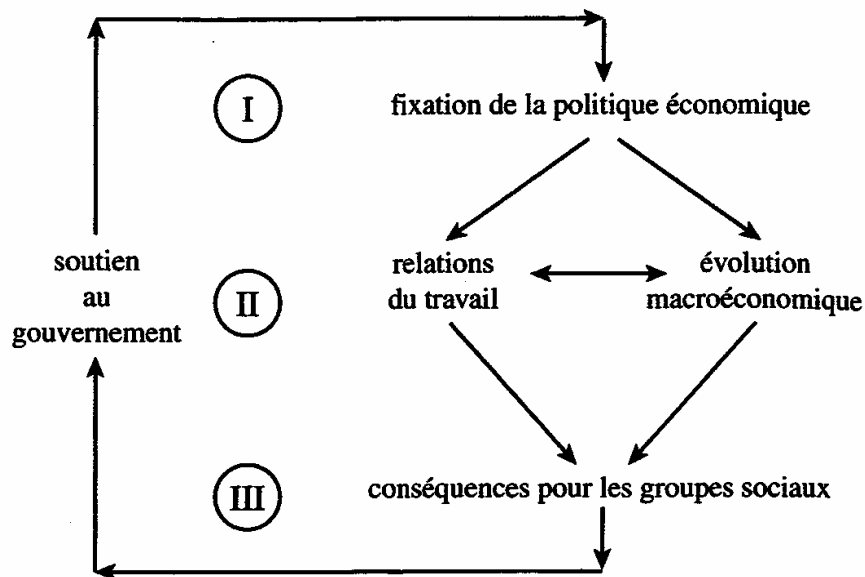 I
fixation de la politique économique
soutien
au
gouvernement
II
relations
du travail
évolution
macroéconomique
III
conséquences pour les groupes sociaux